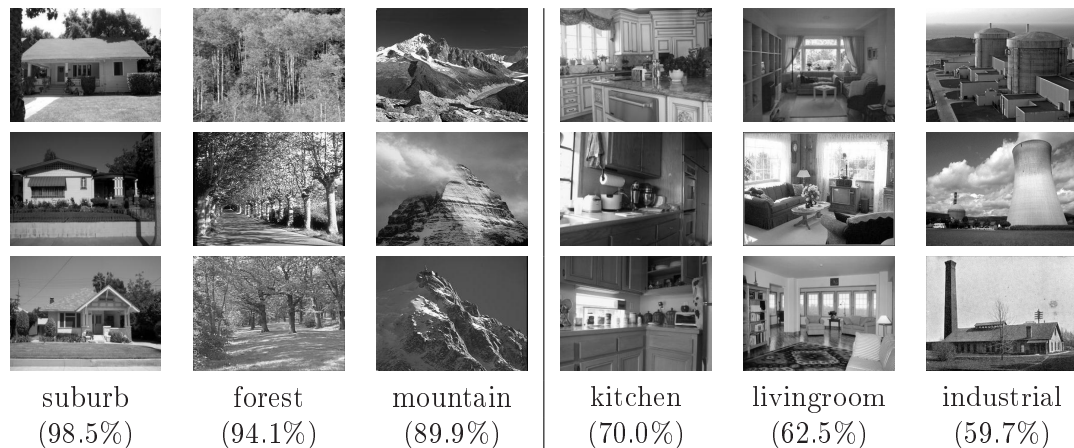 suburb forest mountain kitchen livingroom industrial
(98.5%) (94.1%) (89.9%) (70.0%) (62.5%) (59.7%)